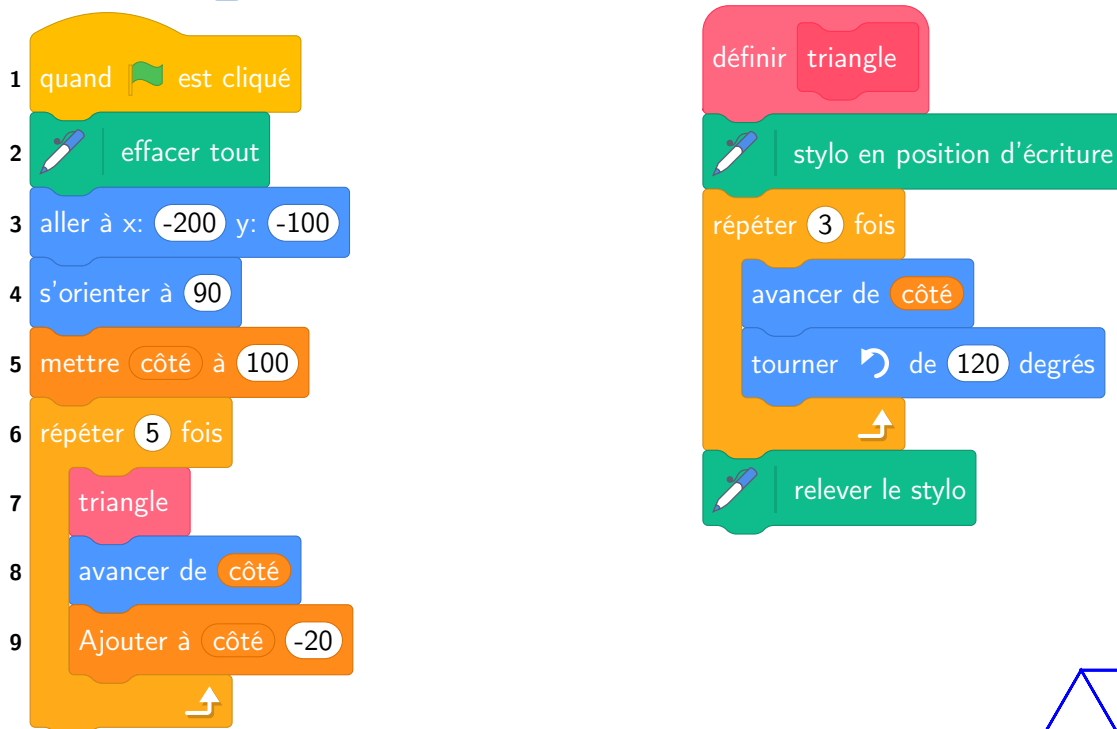 1 quand est cliqué
2 effacer tout
3 aller à x: -200 y: -100
4 s'orienter à 90
5 mettre côté à 100
6 répéter 5 fois
7 triangle
8 avancer de côté
9 Ajouter à côté -20
définir triangle
stylo en position d'écriture
répéter 3 fois
avancer de côté
tourner de 120 degrés
relever le stylo